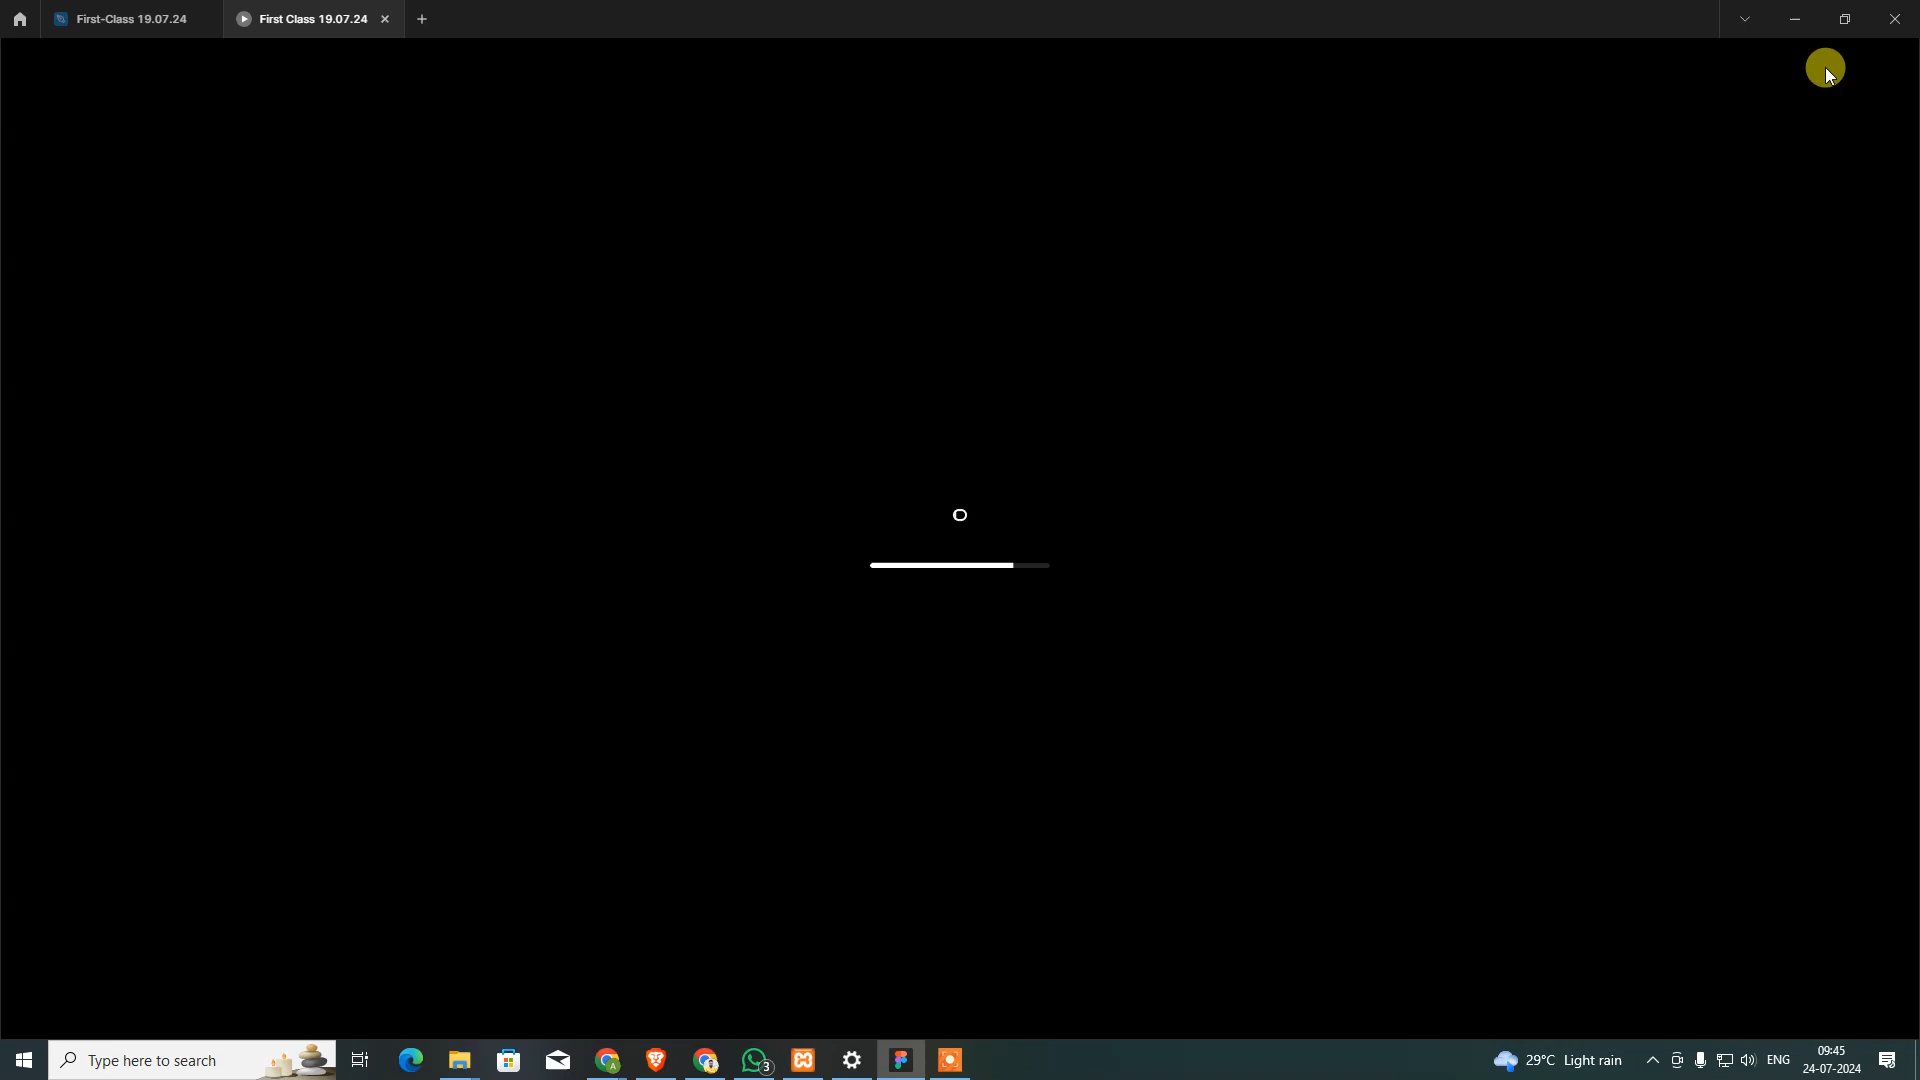 First-Class 19.07.24
First Class 19.07.24
Type here to search
A
3
29°C Light rain
ENG
09:45
24-07-2024